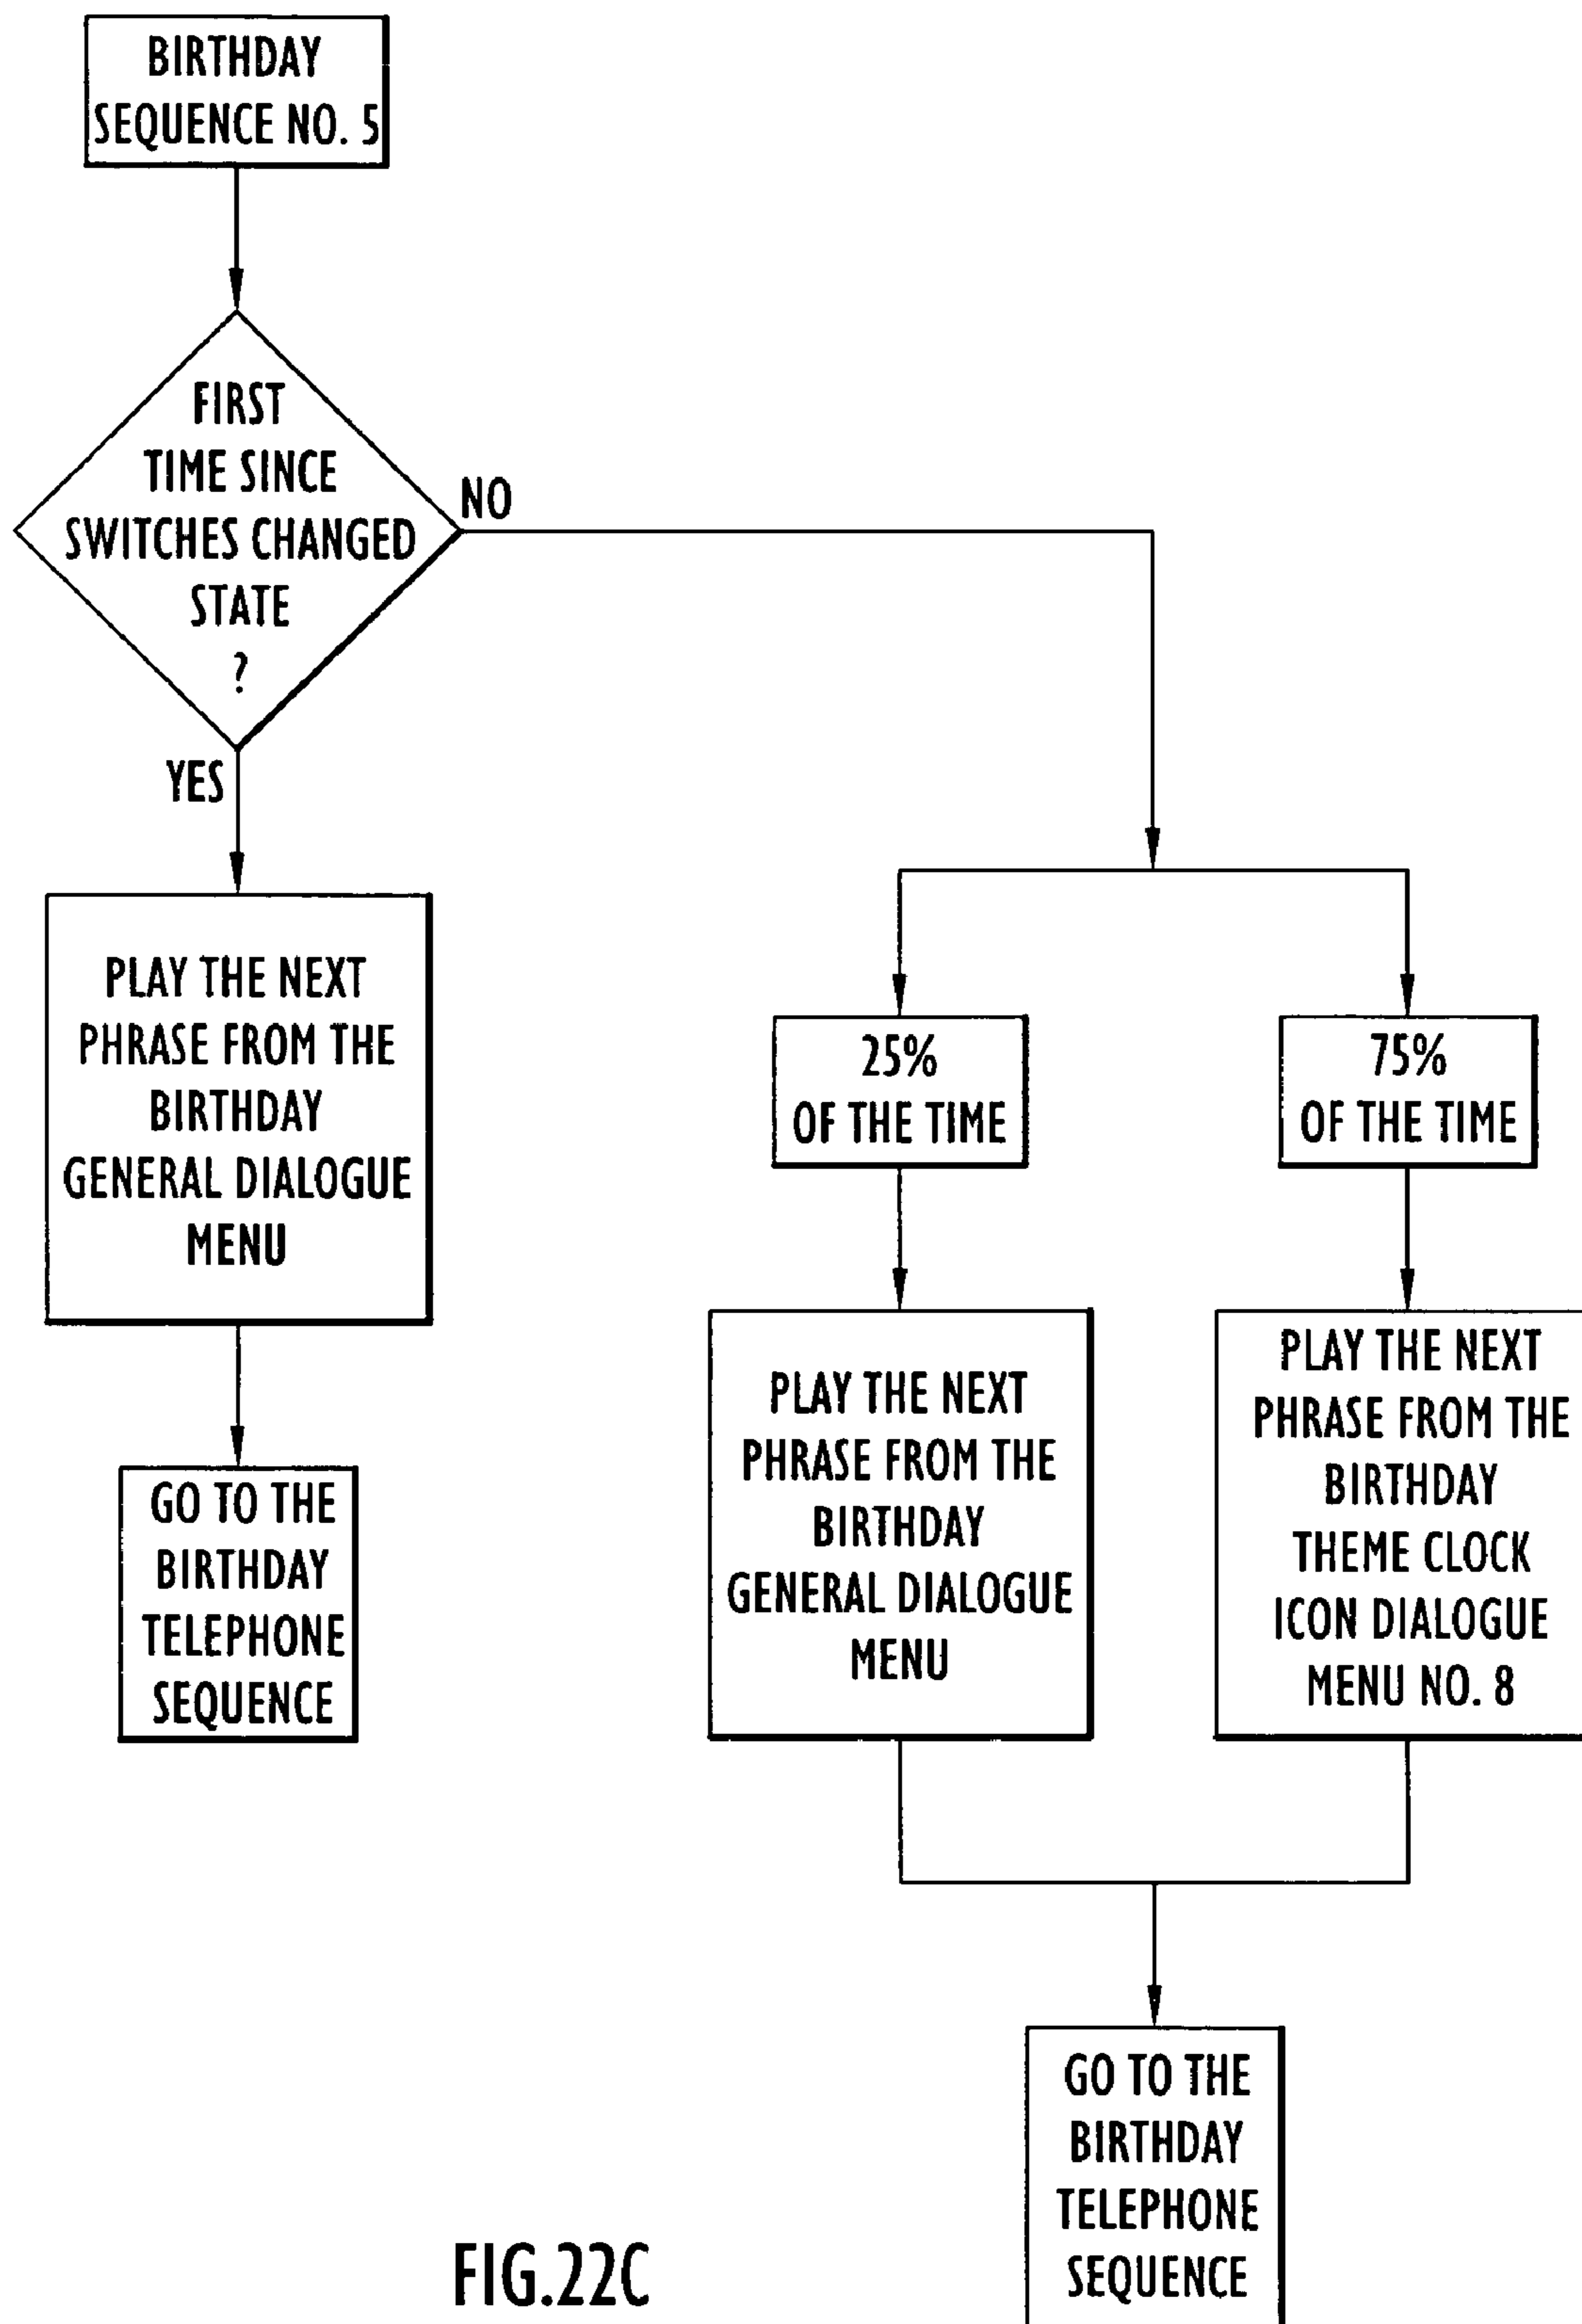 BIRTHDAY
SEQUENCE NO. 5
FIRST
TIME SINCE
SWITCHES CHANGED
STATE
?
NO
YES
PLAY THE NEXT
PHRASE FROM THE
BIRTHDAY
GENERAL DIALOGUE
MENU
GO TO THE
BIRTHDAY
TELEPHONE
SEQUENCE
25%
OF THE TIME
75%
OF THE TIME
PLAY THE NEXT
PHRASE FROM THE
BIRTHDAY
GENERAL DIALOGUE
MENU
PLAY THE NEXT
PHRASE FROM THE
BIRTHDAY
THEME CLOCK
ICON DIALOGUE
MENU NO. 8
GO TO THE
BIRTHDAY
TELEPHONE
SEQUENCE
FIG.22C